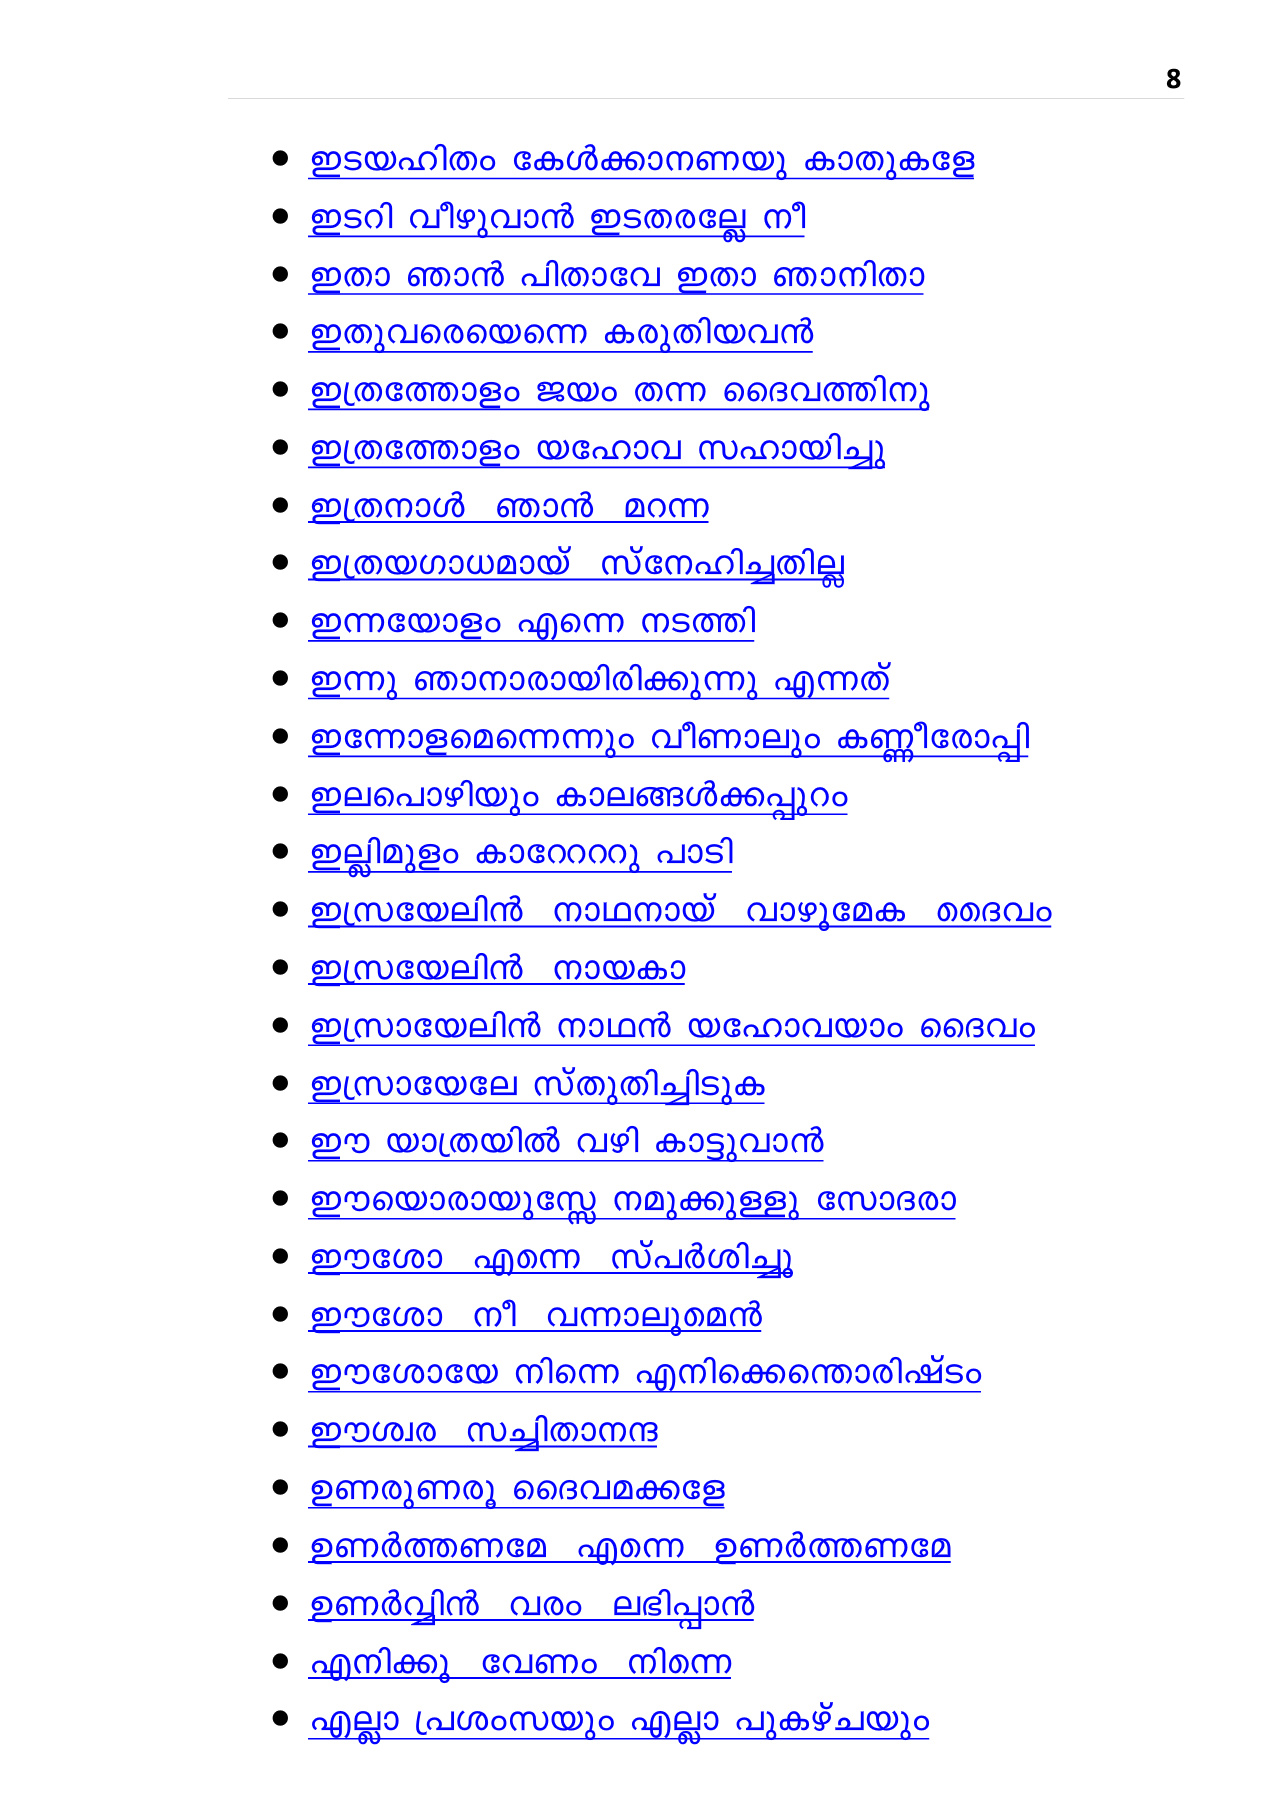 8
ഇടയഹിതം കേൾക്കാനണയു കാതുകളേ
ഇടറി വീഴുവാൻ ഇടതരല്ലേ നീ
ഇതാ ഞാൻ പിതാവേ ഇതാ ഞാനിതാ
ഇതുവരെയെന്നെ കരുതിയവൻ
ഇത്രത്തോളം ജയം തന്ന ദൈവത്തിനു
ഇത്രത്തോളം യഹോവ സഹായിച്ചു
ഇത്രനാൾ ഞാൻ മറന്ന
ഇത്രയഗാധമായ് സ്നേഹിച്ചതില്ല
ഇന്നയോളം എന്നെ നടത്തി
ഇന്നു ഞാനാരായിരിക്കുന്നു എന്നത്
ഇന്നോളമെന്നെന്നും വീണാലും കണ്ണീരോപ്പി
ഇലപൊഴിയും കാലങ്ങൾക്കപ്പുറം
ഇല്ലിമുളം കാറേററററു പാടി
ഇസ്രയേലിൻ നാഥനായ് വാഴുമേക ദൈവം
ഇസ്രയേലിൻ നായകാ
ഇസ്രായേലിൻ നാഥൻ യഹോവയാം ദൈവം
ഇസ്രായേലേ സ്തുതിച്ചിടുക
ഈ യാത്രയിൽ വഴി കാട്ടുവാൻ
ഈയൊരായുസ്സേ നമുക്കുള്ളു സോദരാ
ഈശോ എന്നെ സ്പർശിച്ചൂ
ഈശോ നീ വന്നാലുമെൻ
ഈശോയേ നിന്നെ എനിക്കെന്തൊരിഷ്ടം
ഈശ്വര സച്ചിതാനന്ദ
ഉണരുണരൂ ദൈവമക്കളേ
ഉണർത്തണമേ എന്നെ ഉണർത്തണമേ
ഉണർവ്വിൻ വരം ലഭിപ്പാൻ
എനിക്കു വേണം നിന്നെ
എല്ലാ പ്രശംസയും എല്ലാ പുകഴ്ചയും